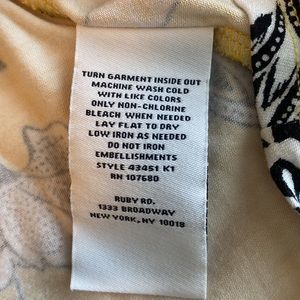 TURN GARMENT INSIDE OUT
MACHINE WASH COLD
WITH LIKE COLORS
ONLY NON-CHLORINE
BLEACH WHEN NEEDED
LAY FLAT TO DRY
LOW IRON AS NEEDED
DO NOT IRON
EMBELLISHMENTS
STYLE 43451 K1
RN 107680
RUBY RD.
1333 BROADWAY
NEW YORK, NY 10018